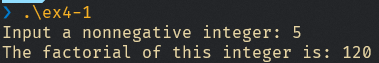 ❯ .\ex4-1
Input a nonnegative integer: 5
The factorial of this integer is: 120